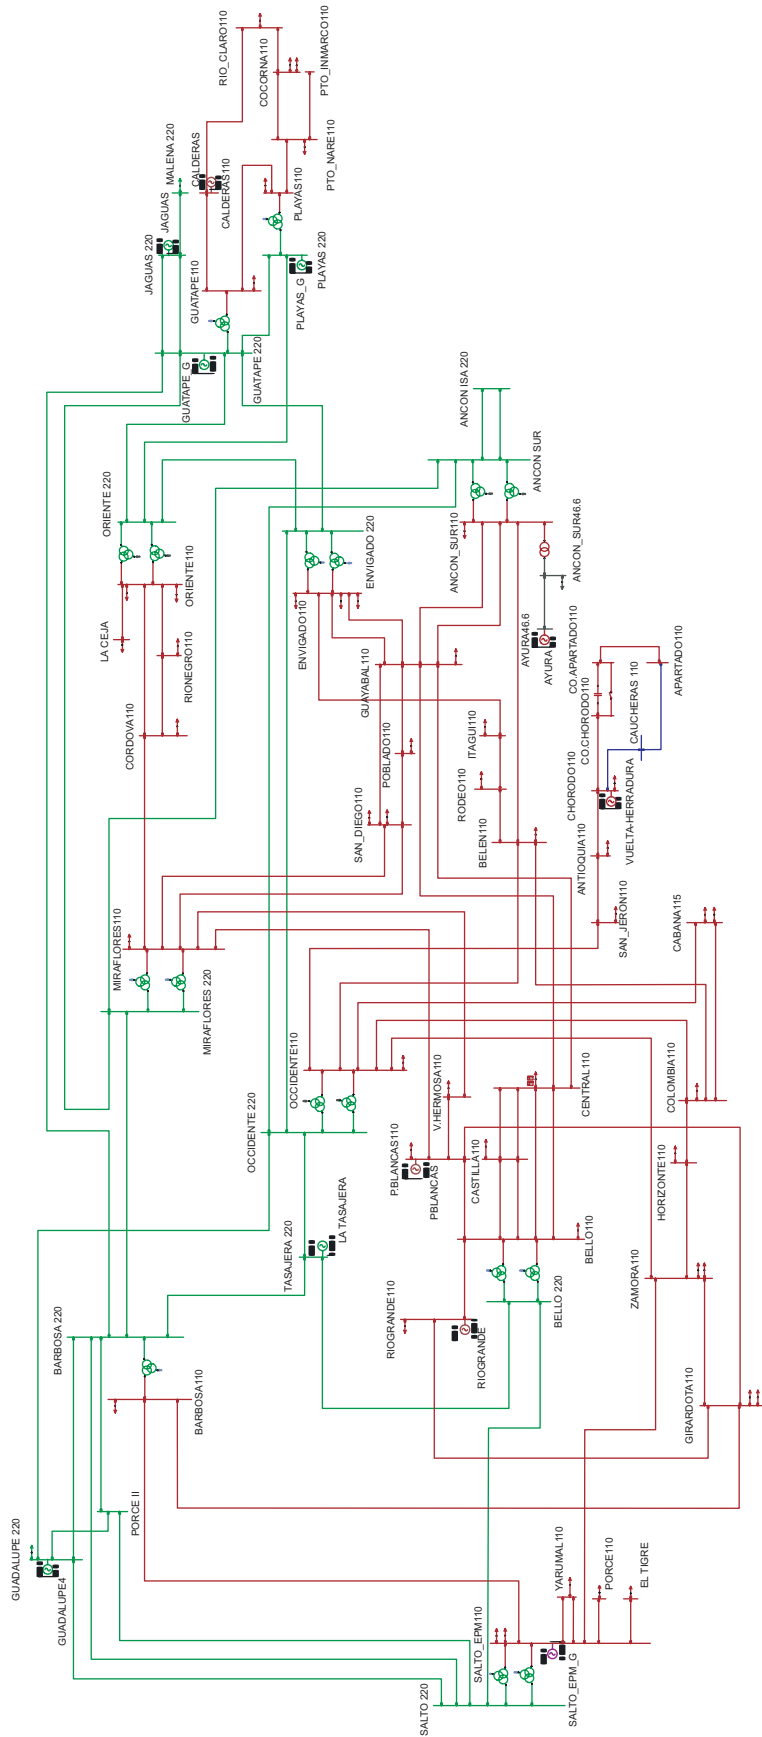 RIO_CLARO110
COCORNA110
PTO_INMARCO110
MALENA 220
CALDERAS
CALDERAS110
PTO_NARE110
JAGUAS
JAGUAS 220
PLAYAS110
GUATAPE110
PLAYAS 220
PLAYAS_G
GUATAPE_G
GUATAPE 220
ANCON ISA 220
ORIENTE 220
ANCON SUR
ENVIGADO 220
ANCON_SUR110
ANCON_SUR46.6
ORIENTE110
LA CEJA
ENVIGADO110
AYURA46.6
AYURA
RIONEGRO110
GUAYABAL110
CO.APARTADO110
APARTADO110
CORDOVA110
POBLADO110
ITAGUI110
CO.CHORODO110
CAUCHERAS 110
SAN_DIEGO110
RODEO110
BELEN110
CHORODO110
VUELTA-HERRADURA
ANTIOQUIA110
SAN_JERON110
CABANA115
MIRAFLORES110
MIRAFLORES 220
OCCIDENTE110
OCCIDENTE 220
V.HERMOSA110
CENTRAL110
COLOMBIA110
P.BLANCAS110
PBLANCAS
CASTILLA110
HORIZONTE110
TASAJERA 220
LA TASAJERA
BELLO110
BELLO 220
ZAMORA110
RIOGRANDE110
RIOGRANDE
BARBOSA 220
BARBOSA110
GIRARDOTA110
PORCE II
GUADALUPE 220
GUADALUPE4
YARUMAL110
PORCE110
EL TIGRE
SALTO_EPM110
SALTO_EPM_G
SALTO 220